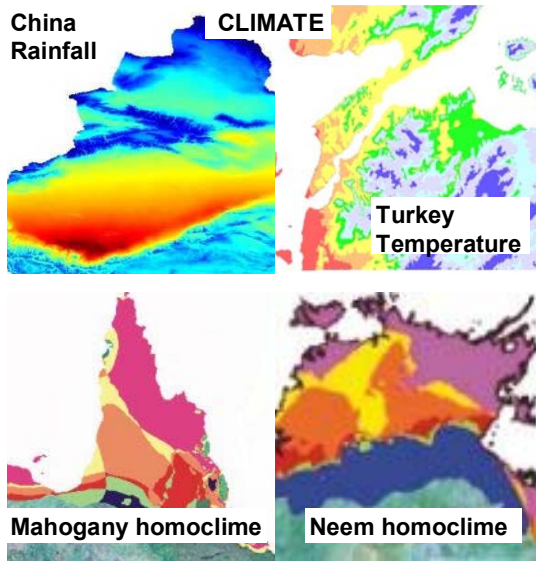 China
Rainfall
CLIMATE
Turkey
Temperature
Mahogany homoclime
Neem homoclime